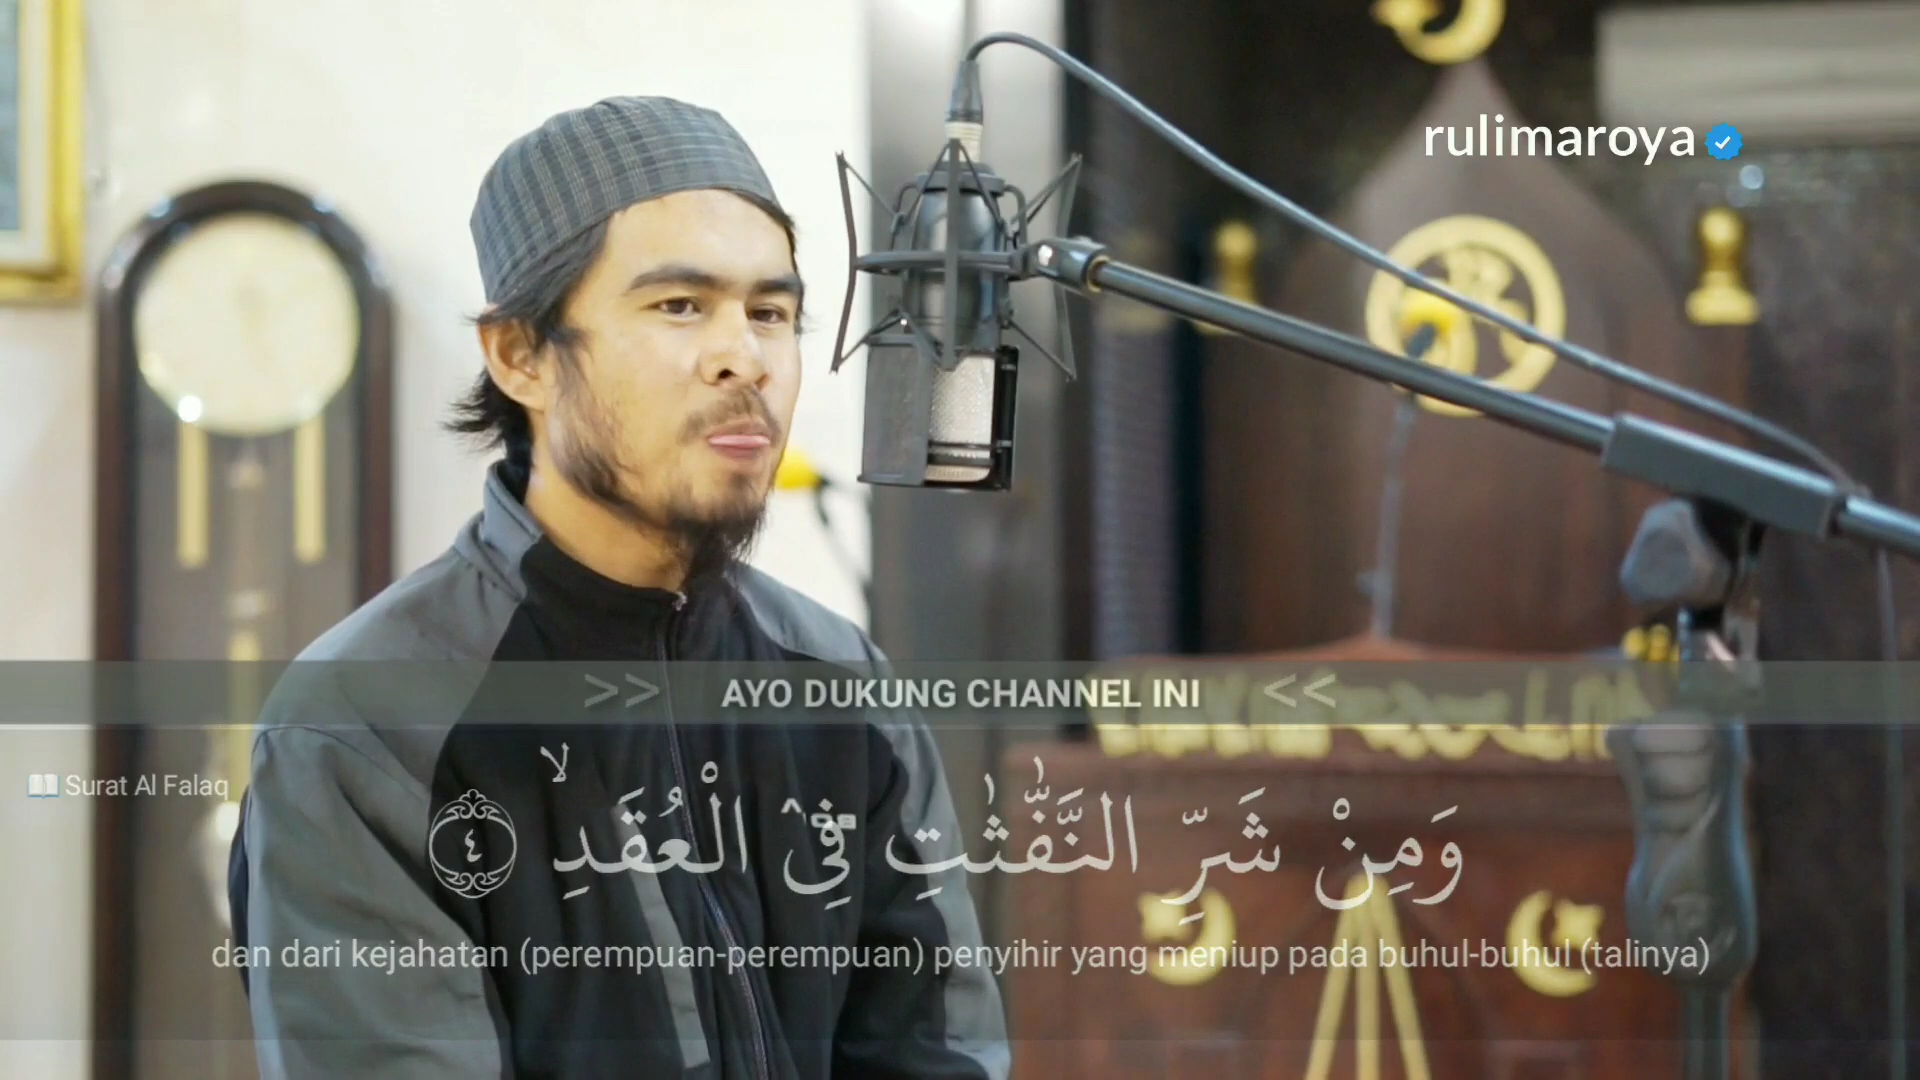 rulimaroya
>> AYO DUKUNG CHANNEL INI <<
Surat Al Falaq
وَمِنْ شَرِّ النَّفّٰثٰتِ فِى الْعُقَدِۙ ٤
dan dari kejahatan (perempuan-perempuan) penyihir yang meniup pada buhul-buhul (talinya)